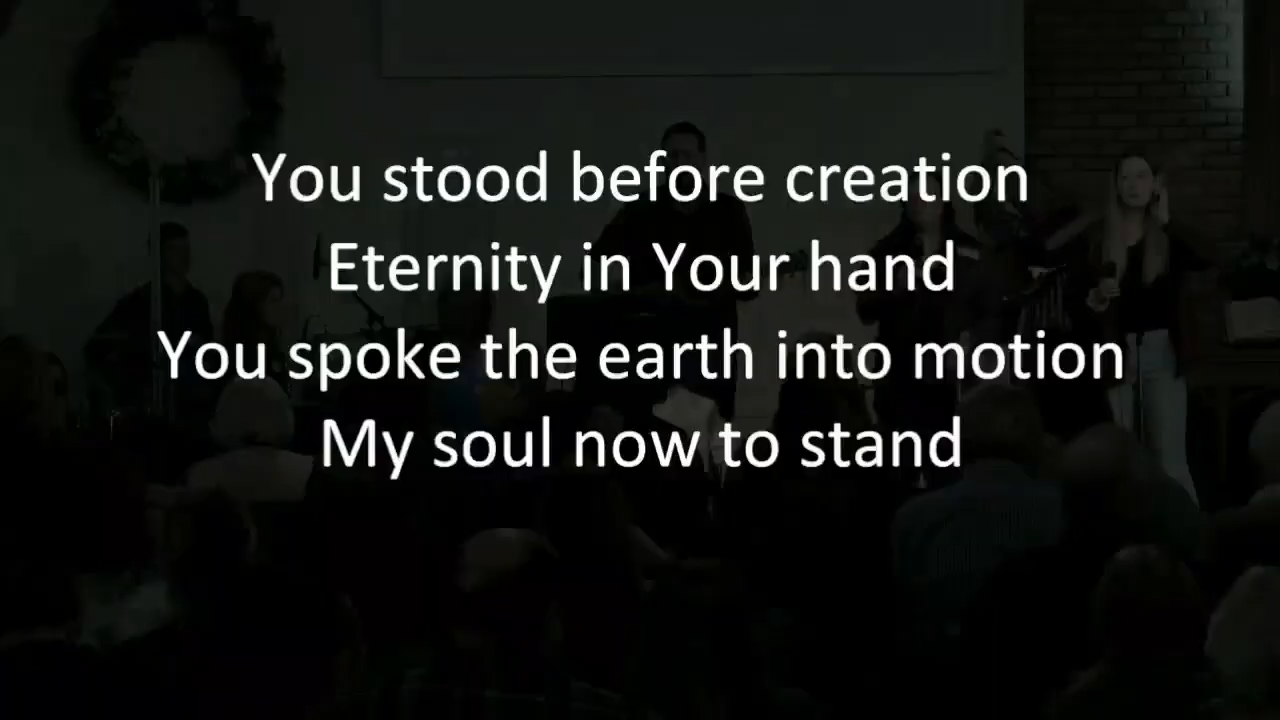 You stood before creation
Eternity in Your hand
You spoke the earth into motion
My soul now to stand